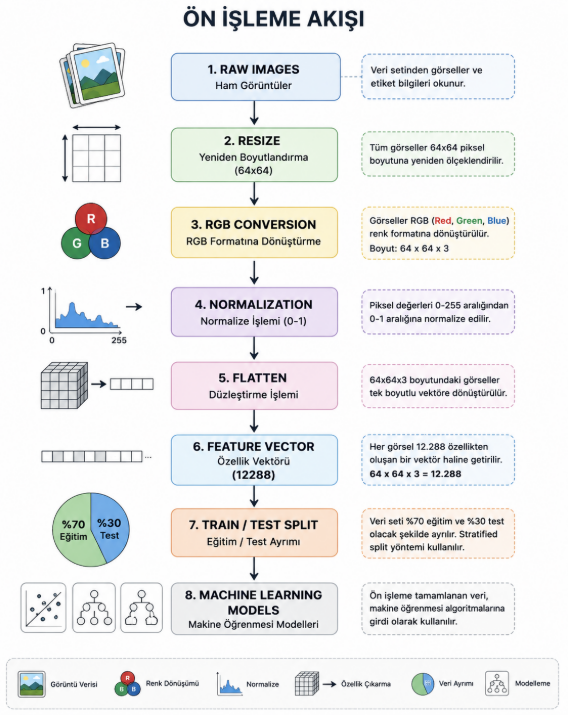 ÖN İŞLEME AKIŞI
1. RAW IMAGES
Ham Görüntüler
Veri setinden görseller ve
etiket bilgileri okunur.
2. RESIZE
Yeniden Boyutlandırma
(64x64)
Tüm görseller 64x64 piksel
boyutuna yeniden ölçeklendirilir.
R
G
B
3. RGB CONVERSION
RGB Formatına Dönüştürme
Görseller RGB (Red, Green, Blue)
renk formatına dönüştürülür.
Boyut: 64 x 64 x 3
1
0
0
255
4. NORMALIZATION
Normalize İşlemi (0-1)
Piksel değerleri 0-255 aralığından
0-1 aralığına normalize edilir.
5. FLATTEN
Düzleştirme İşlemi
64x64x3 boyutundaki görseller
tek boyutlu vektöre dönüştürülür.
...
6. FEATURE VECTOR
Özellik Vektörü
(12288)
Her görsel 12.288 özellikten
oluşan bir vektör haline getirilir.
64 x 64 x 3 = 12.288
%70
Eğitim
%30
Test
7. TRAIN / TEST SPLIT
Eğitim / Test Ayrımı
Veri seti %70 eğitim ve %30 test
olacak şekilde ayrılır. Stratified
split yöntemi kullanılır.
8. MACHINE LEARNING
MODELS
Makine Öğrenmesi Modelleri
Ön işleme tamamlanan veri,
makine öğrenmesi algoritmalarına
girdi olarak kullanılır.
Görüntü Verisi
R
G
B
Renk Dönüşümü
Normalize
Özellik Çıkarma
Veri Ayrımı
Modelleme